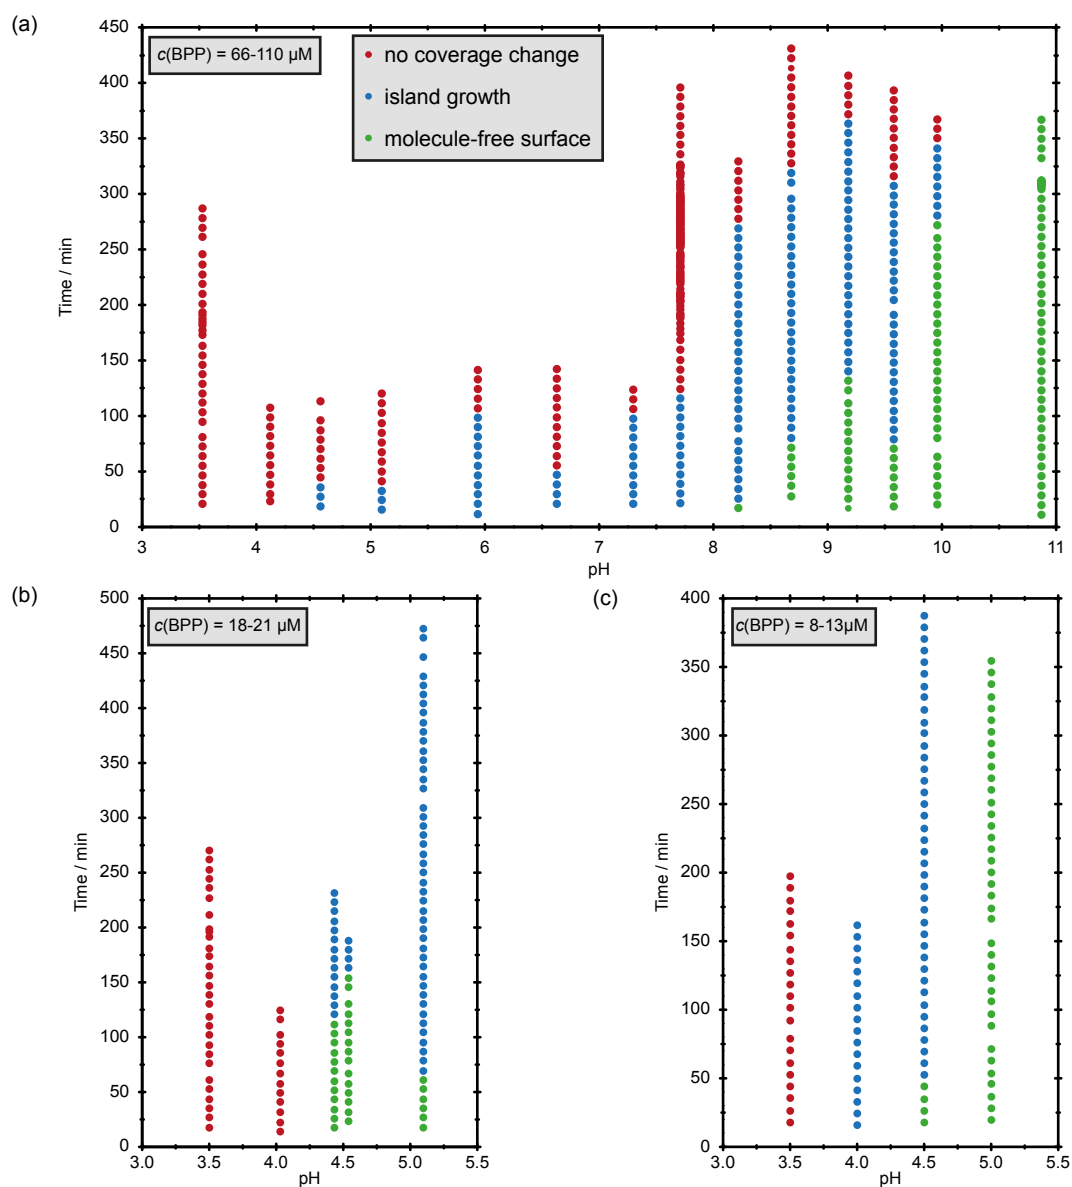 (a)
c(BPP) = 66-110 µM
no coverage change
island growth
molecule-free surface
Time / min
450
400
350
300
250
200
150
100
50
0
3 4 5 6 7 8 9 10 11
pH
(b)
c(BPP) = 18-21 µM
Time / min
500
450
400
350
300
250
200
150
100
50
0
3.0 3.5 4.0 4.5 5.0 5.5
pH
(c)
c(BPP) = 8-13µM
Time / min
400
350
300
250
200
150
100
50
0
3.0 3.5 4.0 4.5 5.0 5.5
pH